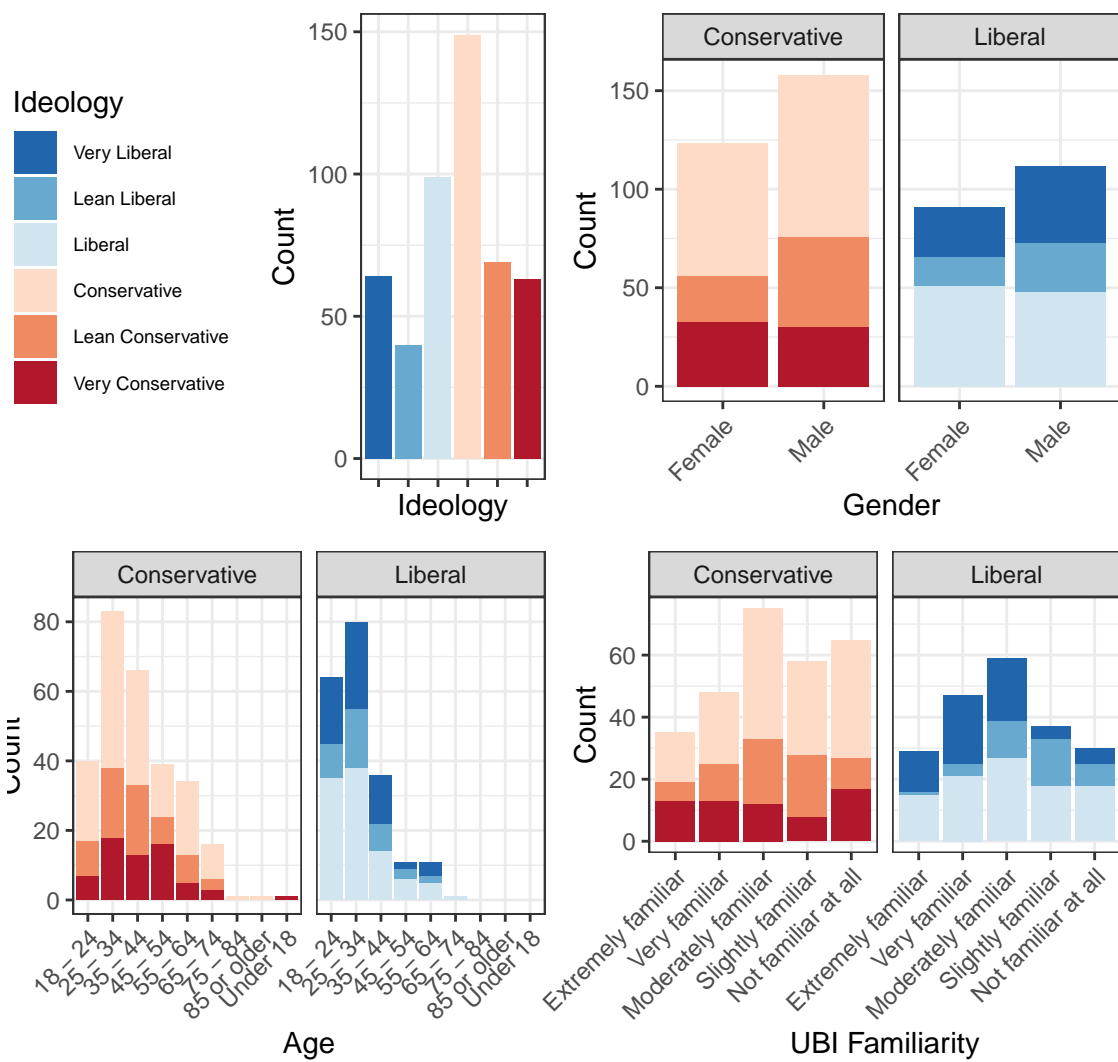 Ideology
Very Liberal
Lean Liberal
Liberal
Conservative
Lean Conservative
Very Conservative
150
100
50
0
Count
Ideology
Conservative
Liberal
150
100
50
0
Count
Female
Male
Female
Male
Gender
Conservative
Liberal
80
60
40
20
0
Count
18 – 24
25 – 34
35 – 44
45 – 54
55 – 64
65 – 74
75 – 84
85 or older
Under 18
18 – 24
25 – 34
35 – 44
45 – 54
55 – 64
65 – 74
75 – 84
85 or older
Under 18
Age
Conservative
Liberal
60
40
20
0
Count
Extremely familiar
Very familiar
Moderately familiar
Slightly familiar
Not familiar at all
Extremely familiar
Very familiar
Moderately familiar
Slightly familiar
Not familiar at all
UBI Familiarity